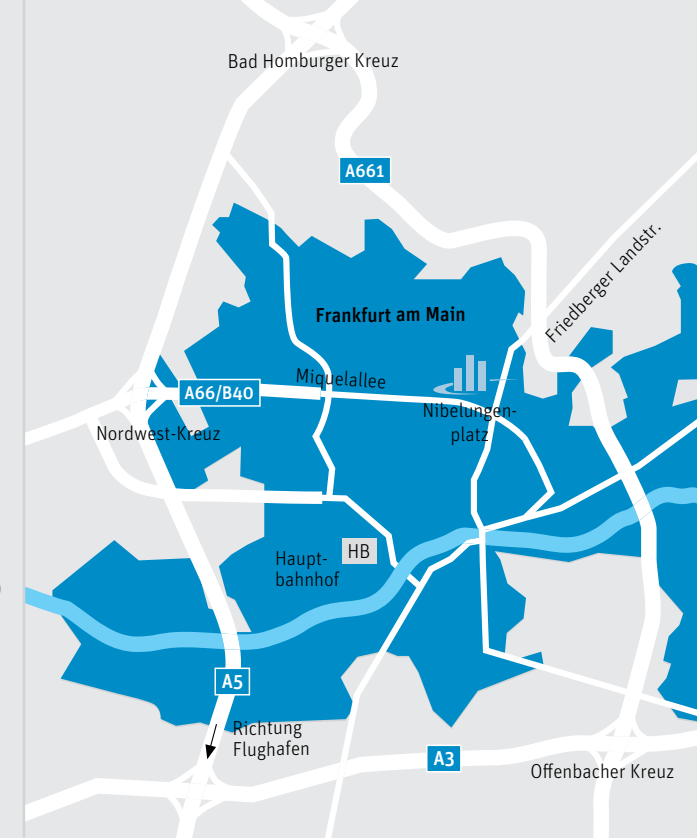 Bad Homburger Kreuz
A661
Friedberger Landstr.
Frankfurt am Main
Miquelallee
A66/B40
Nibelungen-
platz
Nordwest-Kreuz
HB
Haupt-
bahnhof
A5
Richtung
Flughafen
A3
Offenbacher Kreuz